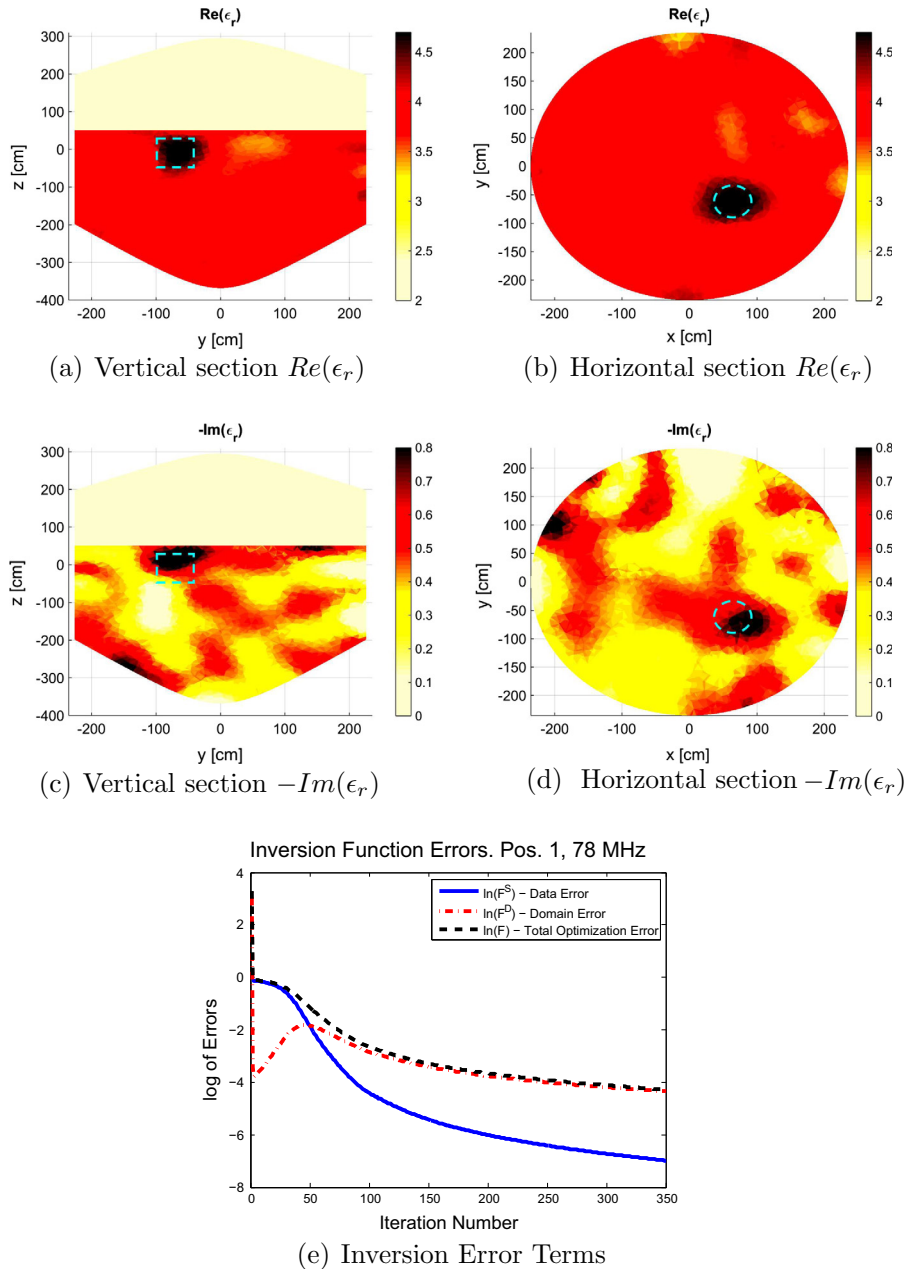 Re(ϵr)
300
200
100
0
-100
-200
-300
-400
z [cm]
-200 -100 0 100 200
y [cm]
4.5
4
3.5
3
2.5
2
(a) Vertical section Re(ϵr)
Re(ϵr)
200
150
100
50
0
-50
-100
-150
-200
y [cm]
-200 -100 0 100 200
x [cm]
4.5
4
3.5
3
2.5
2
(b) Horizontal section Re(ϵr)
-Im(ϵr)
300
200
100
0
-100
-200
-300
-400
z [cm]
-200 -100 0 100 200
y [cm]
0.8
0.7
0.6
0.5
0.4
0.3
0.2
0.1
0
(c) Vertical section −Im(ϵr)
-Im(ϵr)
200
150
100
50
0
-50
-100
-150
-200
y [cm]
-200 -100 0 100 200
x [cm]
0.8
0.7
0.6
0.5
0.4
0.3
0.2
0.1
0
(d) Horizontal section −Im(ϵr)
Inversion Function Errors. Pos. 1, 78 MHz
4
2
0
−2
−4
−6
−8
log of Errors
ln(F^S) − Data Error
ln(F^D) − Domain Error
ln(F) − Total Optimization Error
0 50 100 150 200 250 300 350
Iteration Number
(e) Inversion Error Terms